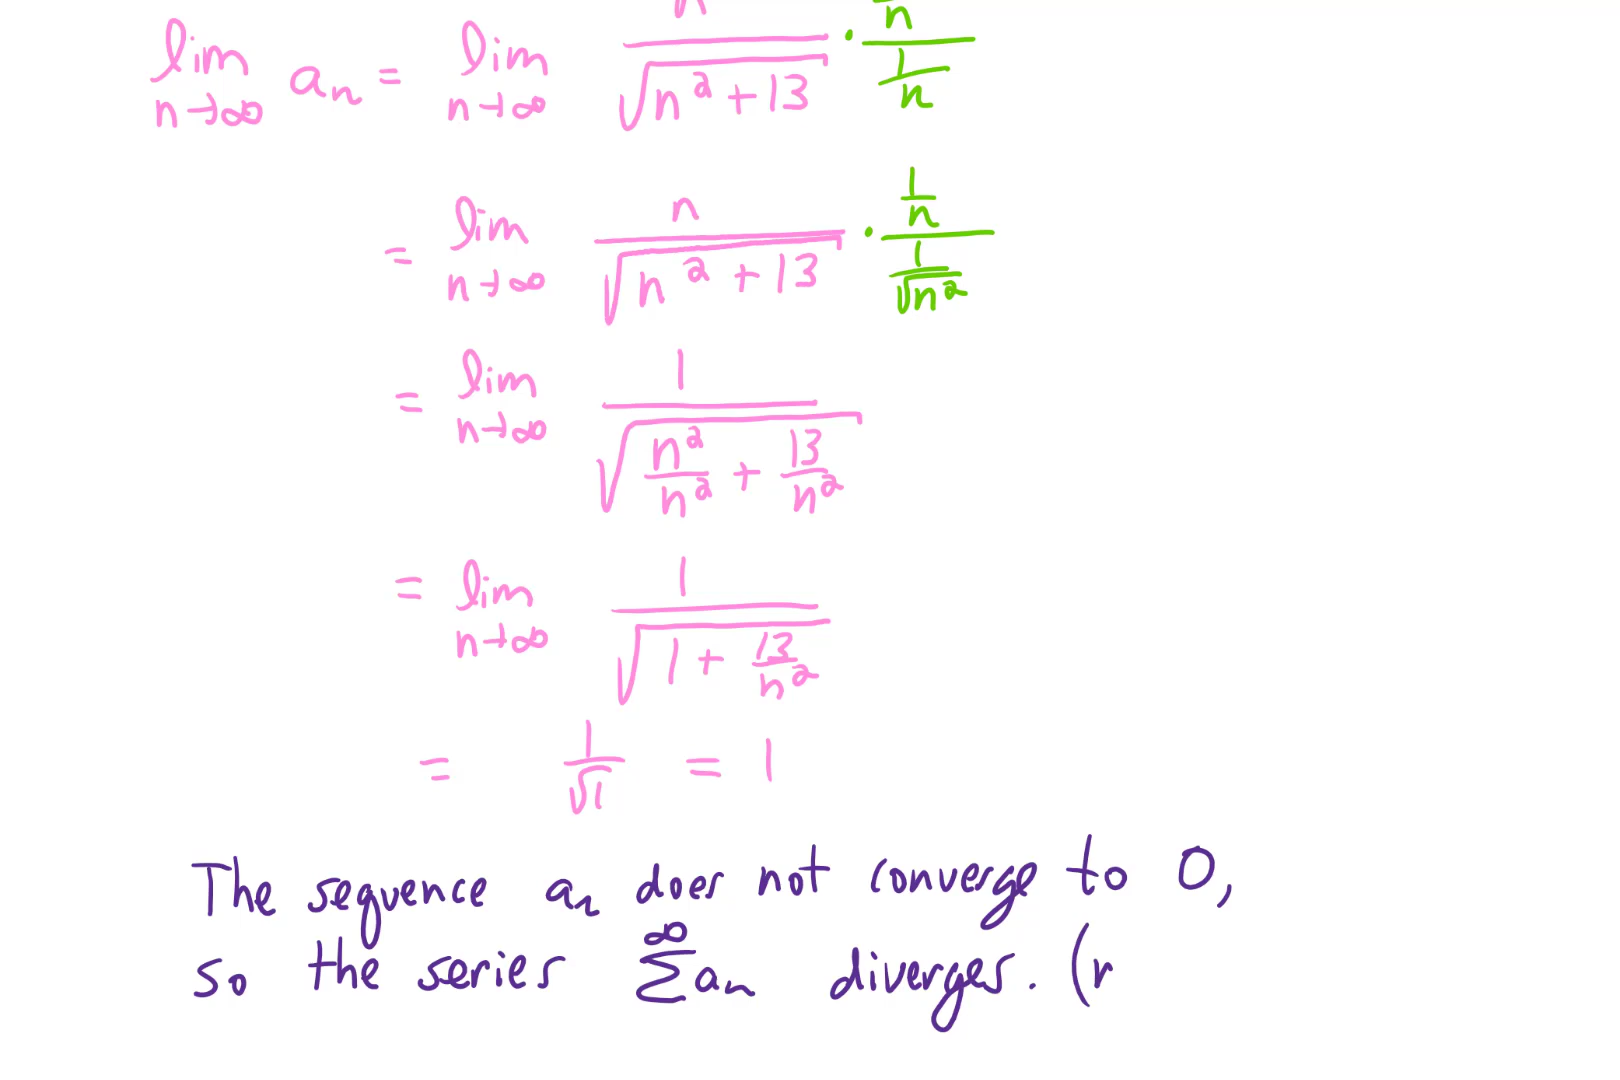 lim n→∞ aₙ = lim n→∞ n/√(n² + 13) · (1/n)/(1/n)
= lim n→∞ n/√(n² + 13) · (1/n)/(1/√n²)
= lim n→∞ 1/√(n²/n² + 13/n²)
= lim n→∞ 1/√(1 + 13/n²)
= 1/√1 = 1
The sequence aₙ does not converge to 0,
so the series ∑^∞ aₙ diverges. (r